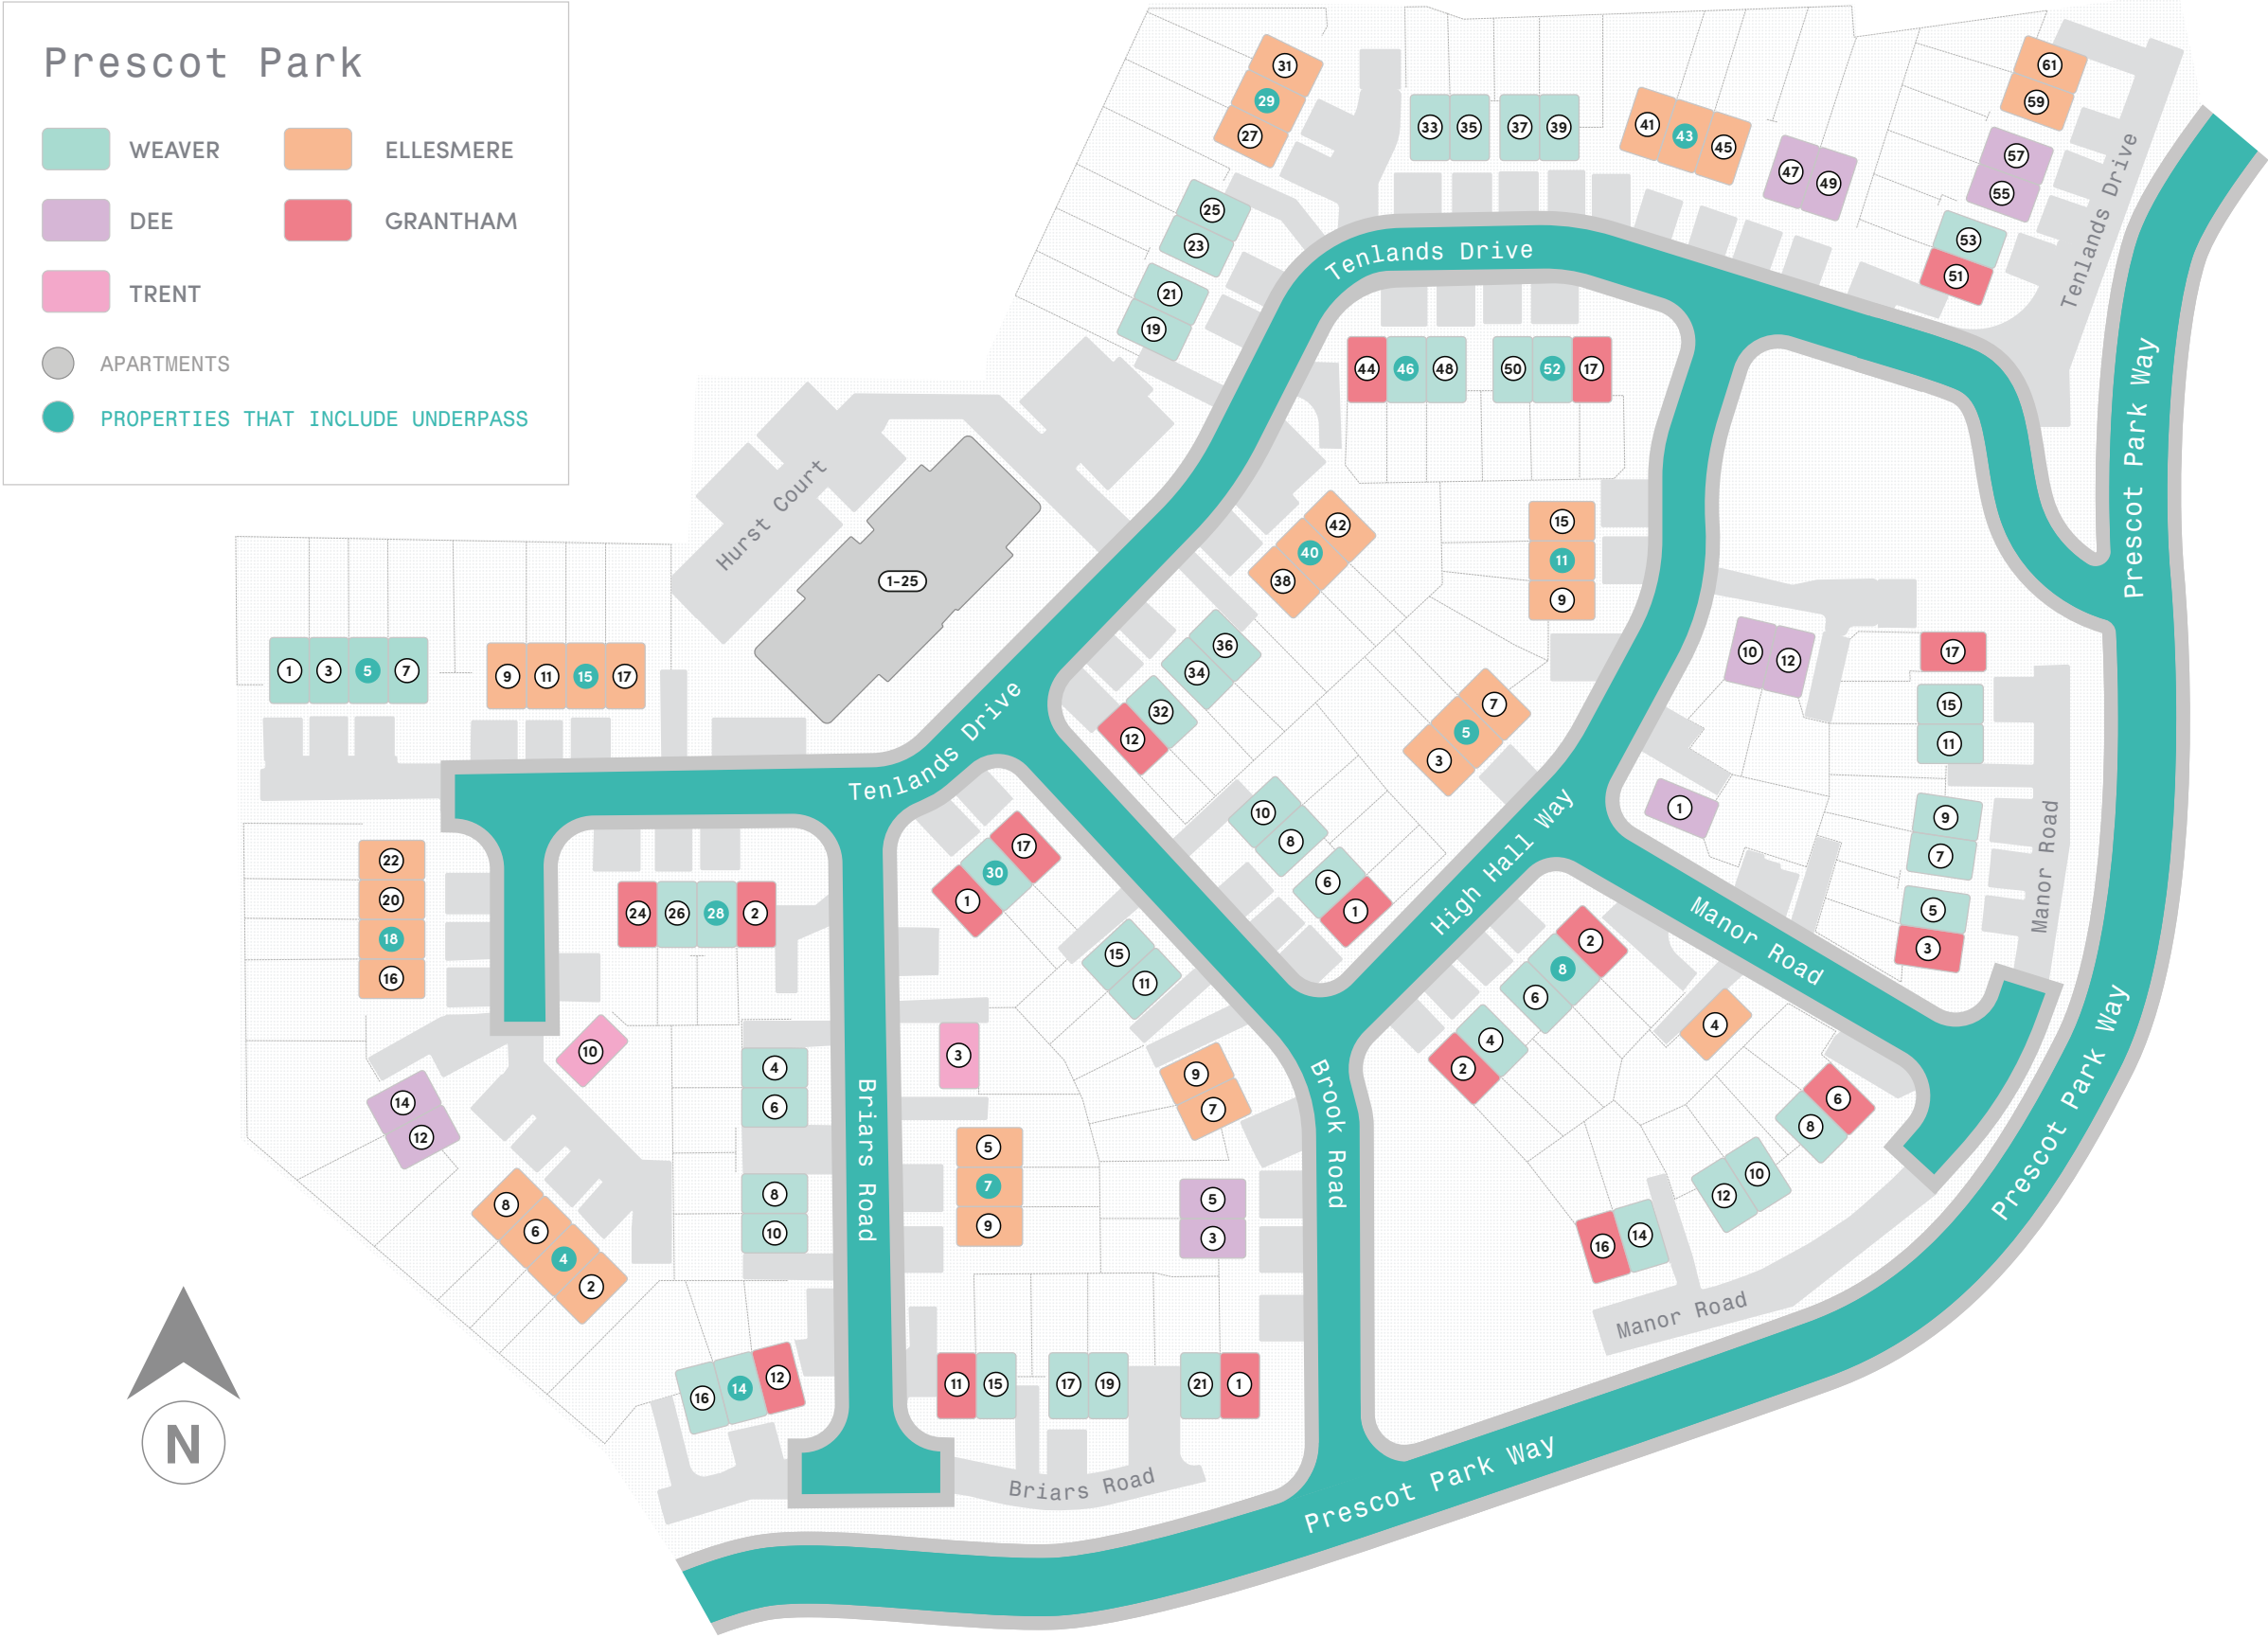 Prescot Park
WEAVER
ELLESMERE
DEE
GRANTHAM
TRENT
APARTMENTS
PROPERTIES THAT INCLUDE UNDERPASS
31
29
27
25
23
21
19
33 35 37 39
41 43 45
47 49
61
59
57
55
53
51
Tenlands Drive
Tenlands Drive
Prescot Park Way
44 46 48
50 52 17
Hurst Court
1-25
42
40
38
15
11
9
36
34
32
12
1 3 5 7
9 11 15 17
Tenlands Drive
7
5
3
10 12
17
15
11
1
9
7
5
3
Manor Road
10
8
6
1
High Hall Way
Manor Road
22
20
18
16
24 26 28 2
17
30
1
15
11
2
8
6
4
2
4
6
8
10
12
14
16
Manor Road
Prescot Park Way
10
14
12
8
6
4
2
4
6
8
10
Briars Road
3
5
7
9
9
7
5
3
Brook Road
16 14 12
11 15
17 19
21 1
Briars Road
Prescot Park Way
N